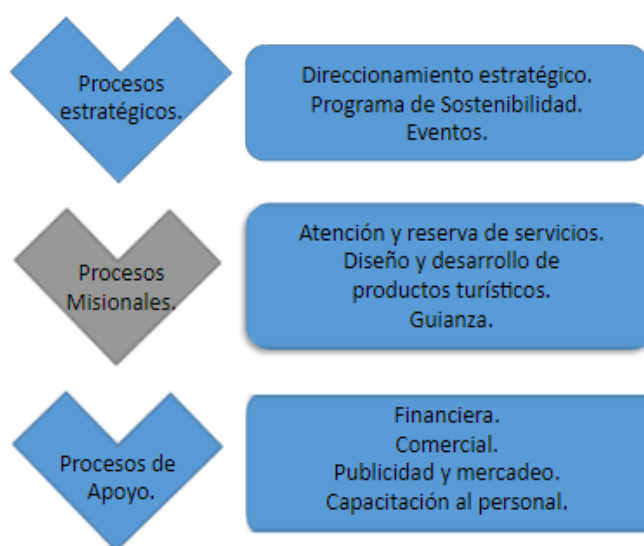 Procesos
estratégicos.
Direccionamiento estratégico.
Programa de Sostenibilidad.
Eventos.
Procesos
Misionales.
Atención y reserva de servicios.
Diseño y desarrollo de
productos turísticos.
Guianza.
Procesos de
Apoyo.
Financiera.
Comercial.
Publicidad y mercadeo.
Capacitación al personal.